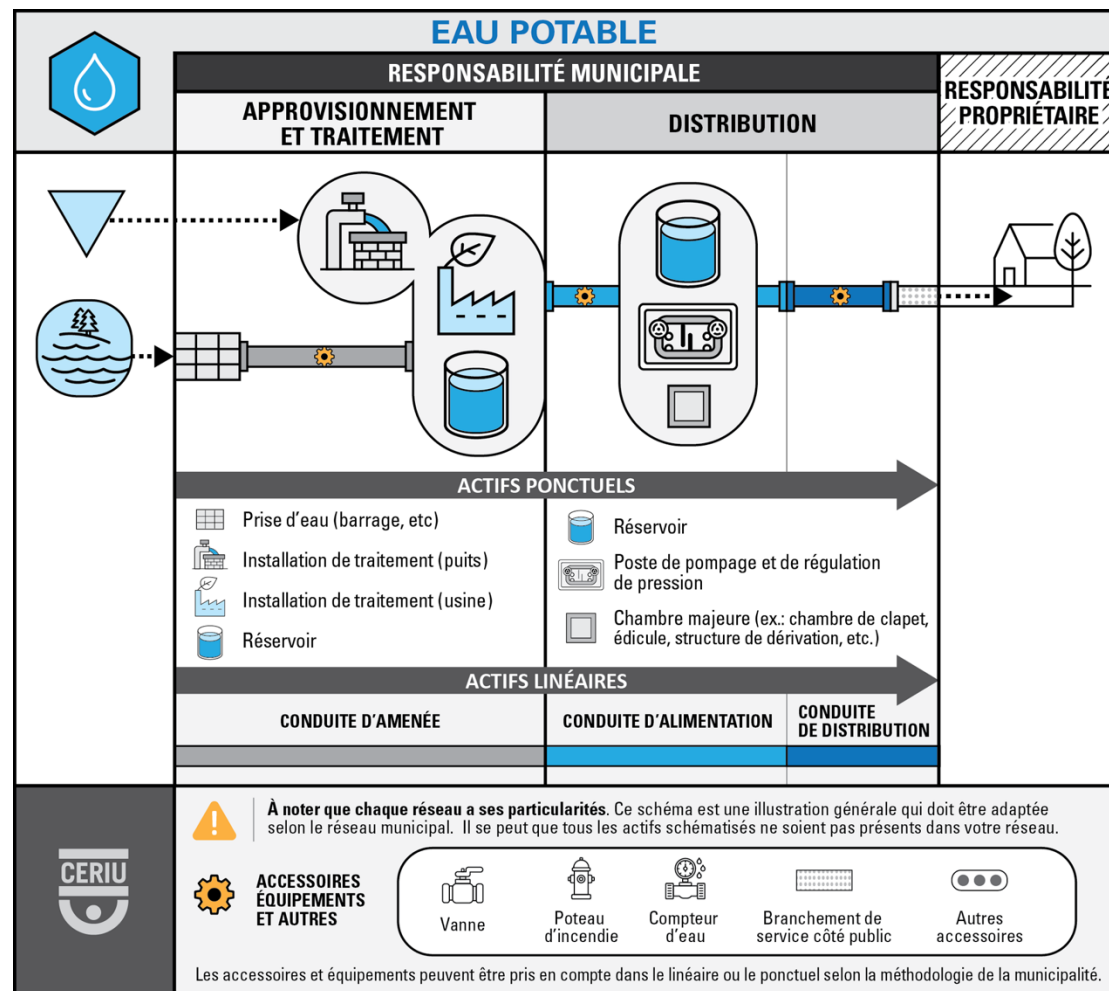 EAU POTABLE
RESPONSABILITÉ MUNICIPALE
RESPONSABILITÉ
PROPRIÉTAIRE
APPROVISIONNEMENT
ET TRAITEMENT
DISTRIBUTION
ACTIFS PONCTUELS
Prise d'eau (barrage, etc)
Installation de traitement (puits)
Installation de traitement (usine)
Réservoir
Réservoir
Poste de pompage et de régulation
de pression
Chambre majeure (ex.: chambre de clapet,
édicule, structure de dérivation, etc.)
ACTIFS LINÉAIRES
CONDUITE D'AMENÉE
CONDUITE D'ALIMENTATION
CONDUITE
DE DISTRIBUTION
À noter que chaque réseau a ses particularités. Ce schéma est une illustration générale qui doit être adaptée
selon le réseau municipal. Il se peut que tous les actifs schématisés ne soient pas présents dans votre réseau.
CERIU
ACCESSOIRES
ÉQUIPEMENTS
ET AUTRES
Vanne
Poteau
d'incendie
Compteur
d'eau
Branchement de
service côté public
Autres
accessoires
Les accessoires et équipements peuvent être pris en compte dans le linéaire ou le ponctuel selon la méthodologie de la municipalité.